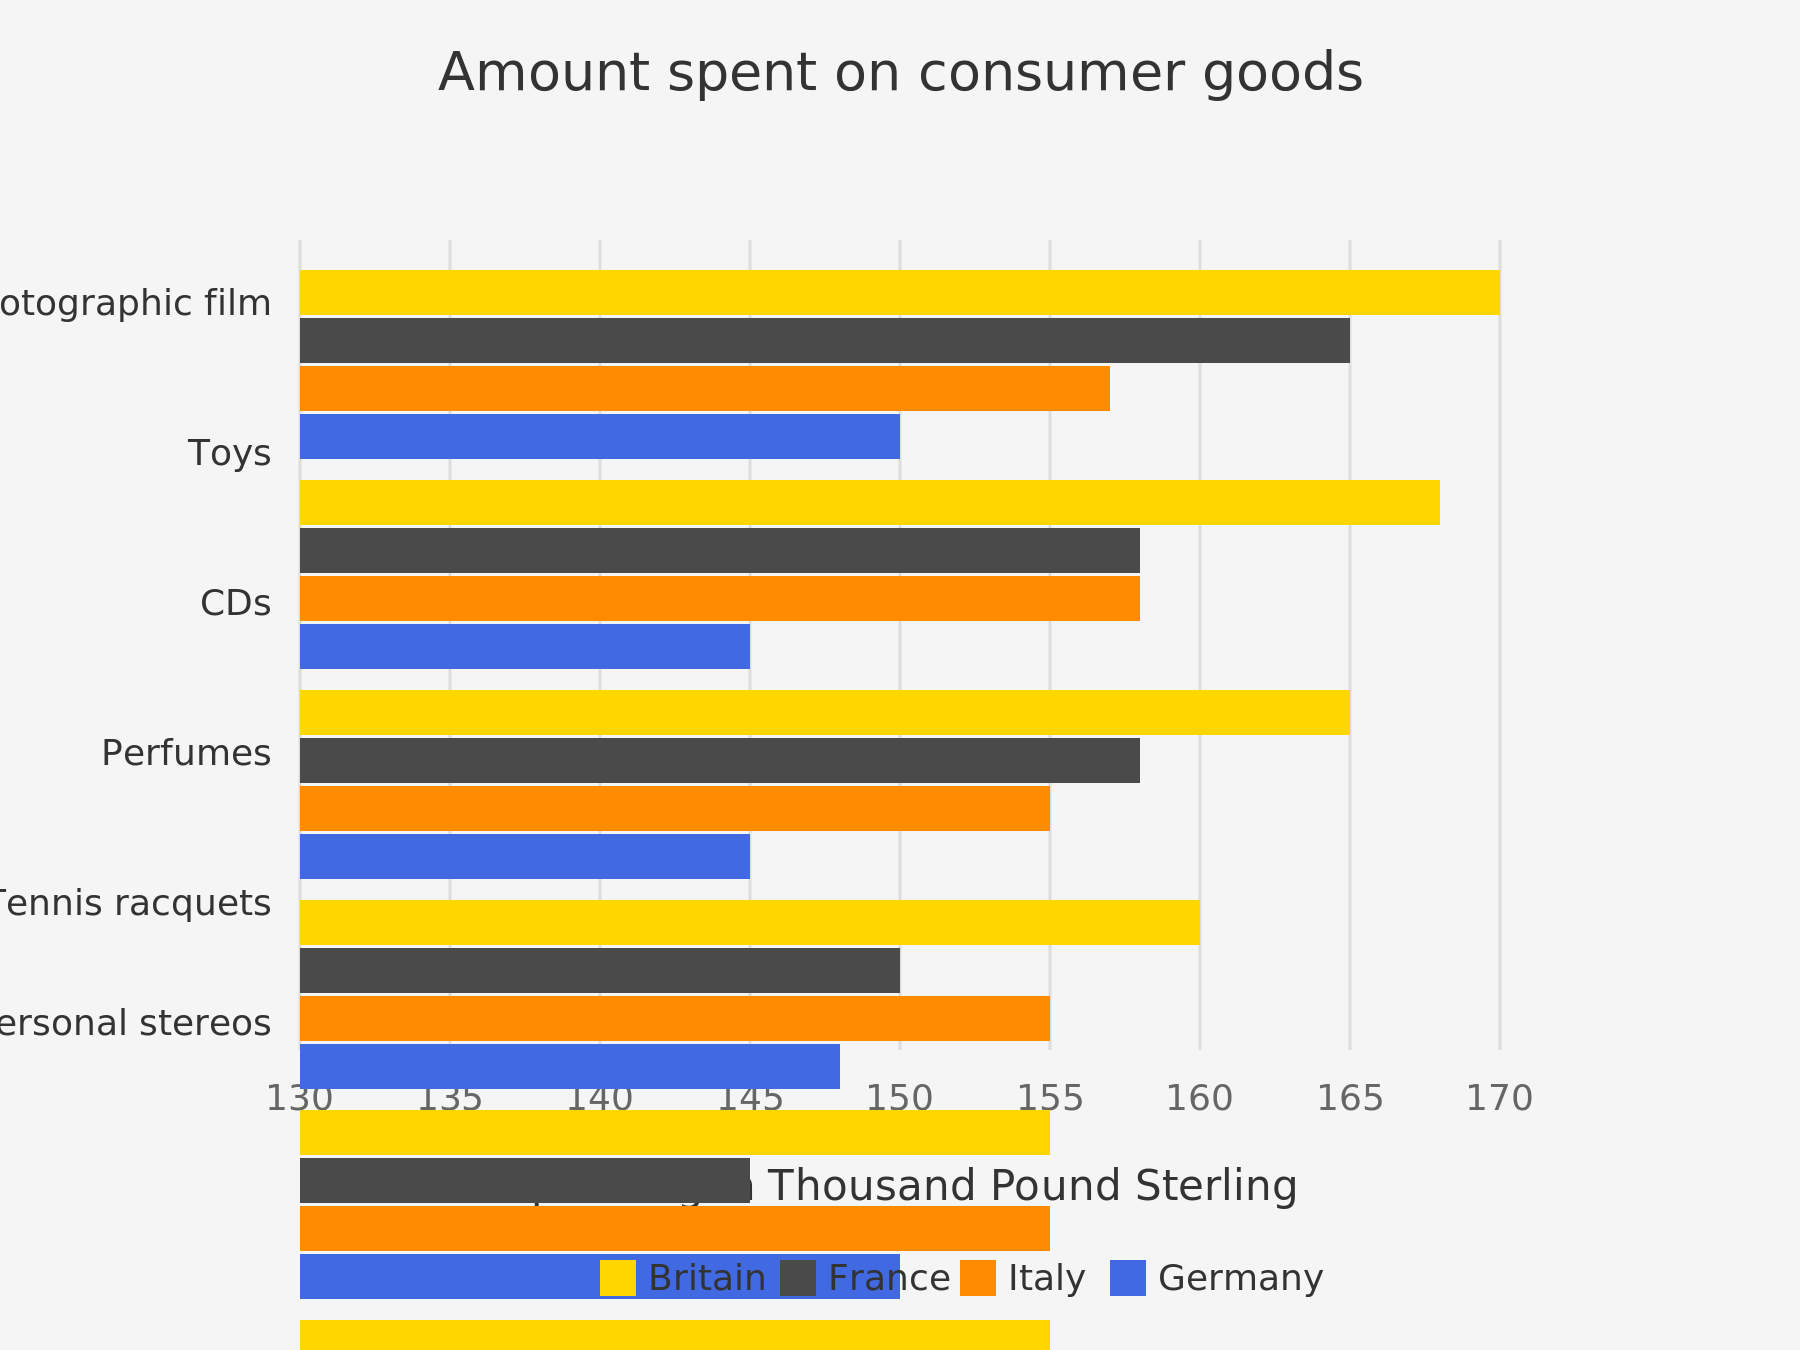 Amount spent on consumer goods
otographic film
Toys
CDs
Perfumes
Tennis racquets
ersonal stereos
130 135 140 145 150 155 160 165 170
Thousand Pound Sterling
Britain France Italy Germany